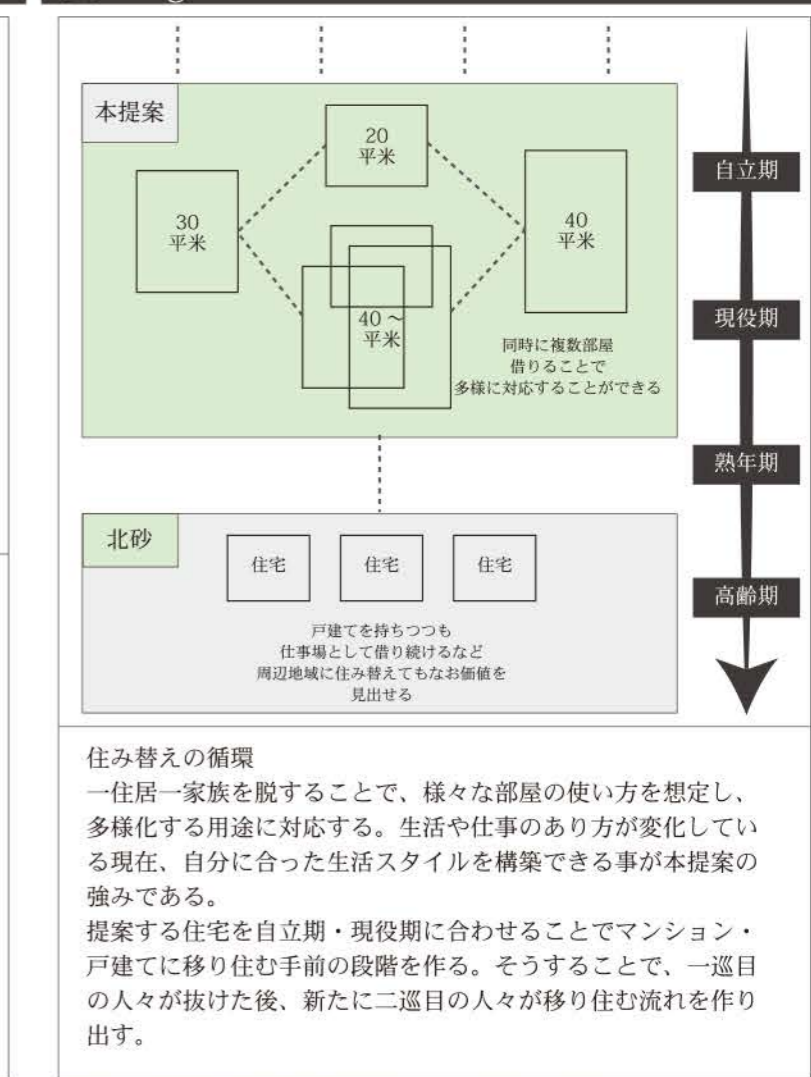 本提案
20
平米
30
平米
40
平米
40～
平米
同時に複数部屋
借りることで
多様に対応することができる
自立期
現役期
熟年期
高齢期
北砂
住宅
住宅
住宅
戸建てを持ちつつも
仕事場として借り続けるなど
周辺地域に住み替えてもなお価値を
見出せる
住み替えの循環
一住居一家族を脱することで、様々な部屋の使い方を想定し、
多様化する用途に対応する。生活や仕事のあり方が変化してい
る現在、自分に合った生活スタイルを構築できる事が本提案の
強みである。
提案する住宅を自立期・現役期に合わせることでマンション・
戸建てに移り住む手前の段階を作る。そうすることで、一巡目
の人々が抜けた後、新たに二巡目の人々が移り住む流れを作り
出す。